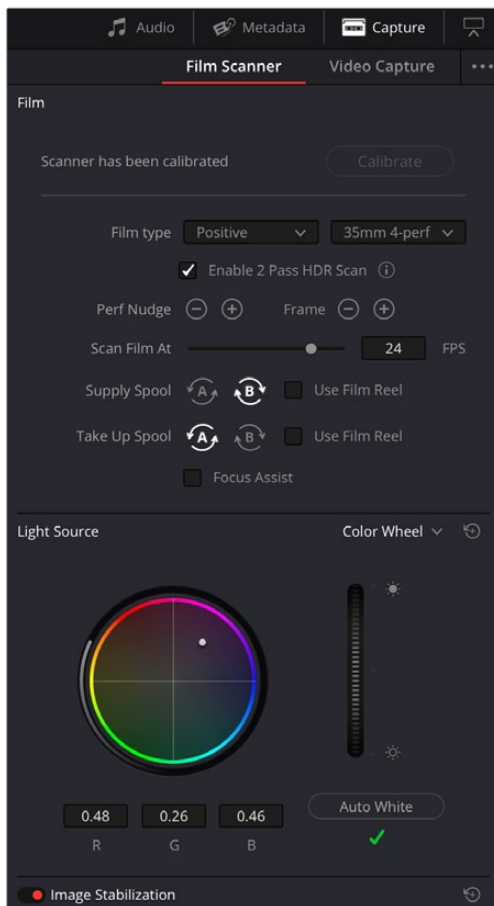 Audio Metadata Capture
Film Scanner Video Capture
Film
Scanner has been calibrated Calibrate
Film type Positive 35mm 4-perf
Enable 2 Pass HDR Scan
Perf Nudge Frame
Scan Film At 24 FPS
Supply Spool A B Use Film Reel
Take Up Spool A B Use Film Reel
Focus Assist
Light Source Color Wheel
Auto White
0.48 0.26 0.46
R G B
Image Stabilization